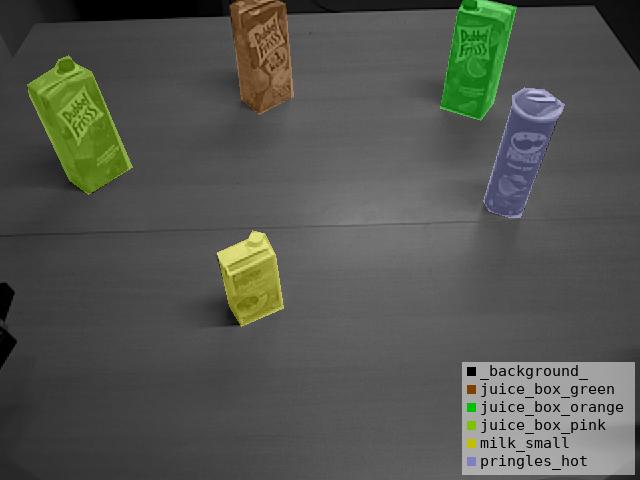 Dubbel
Frisss
Dubbel
Frisss
Dubbel
Frisss
PRINGLES
_background_
juice_box_green
juice_box_orange
juice_box_pink
milk_small
pringles_hot